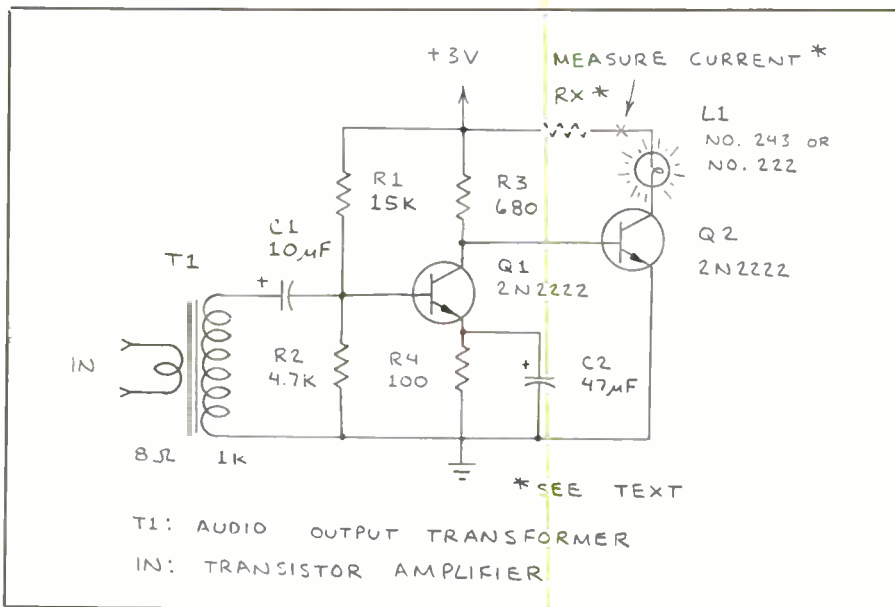 +3V
MEASURE CURRENT *
RX *
L1
NO. 243 OR
NO. 222
R1
15K
R3
680
C1
10µF
T1
+
Q1
2N2222
Q2
2N2222
IN
R2
4.7K
R4
100
+
C2
47µF
8Ω
1K
* SEE TEXT
T1: AUDIO OUTPUT TRANSFORMER
IN: TRANSISTOR AMPLIFIER